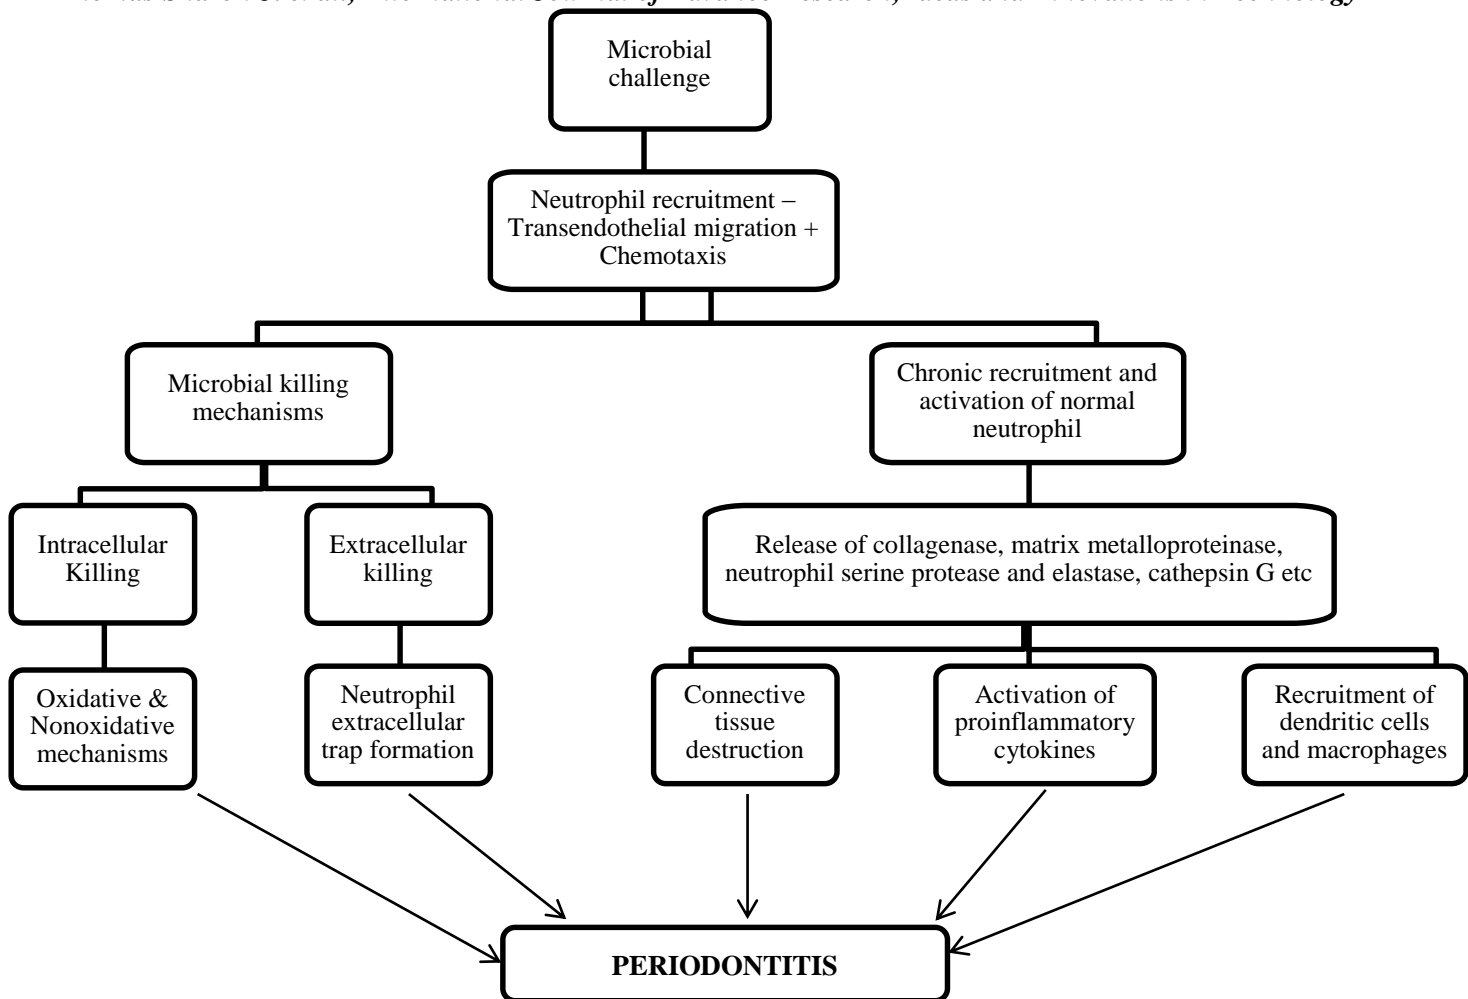 Microbial
challenge
Neutrophil recruitment –
Transendothelial migration +
Chemotaxis
Microbial killing
mechanisms
Chronic recruitment and
activation of normal
neutrophil
Intracellular
Killing
Extracellular
killing
Release of collagenase, matrix metalloproteinase,
neutrophil serine protease and elastase, cathepsin G etc
Oxidative &
Nonoxidative
mechanisms
Neutrophil
extracellular
trap formation
Connective
tissue
destruction
Activation of
proinflammatory
cytokines
Recruitment of
dendritic cells
and macrophages
PERIODONTITIS